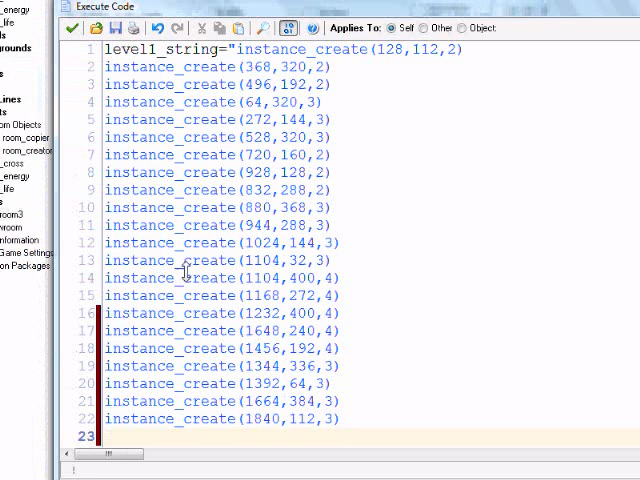 Execute Code
Applies To: Self Other Object:
1 level1_string="instance_create(128,112,2)
2 instance_create(368,320,2)
3 instance_create(496,192,2)
4 instance_create(64,320,3)
5 instance_create(272,144,3)
6 instance_create(528,320,3)
7 instance_create(720,160,2)
8 instance_create(928,128,2)
9 instance_create(832,288,2)
10 instance_create(880,368,3)
11 instance_create(944,288,3)
12 instance_create(1024,144,3)
13 instance_create(1104,32,3)
14 instance_create(1104,400,4)
15 instance_create(1168,272,4)
16 instance_create(1232,400,4)
17 instance_create(1648,240,4)
18 instance_create(1456,192,4)
19 instance_create(1344,336,3)
20 instance_create(1392,64,3)
21 instance_create(1664,384,3)
22 instance_create(1840,112,3)
23
_energy
_life
grounds
Lines
ts
om Objects
room_copier
room_creator
_cross
_energy
_life
s
room3
wroom
nformation
Game Settings
on Packages
!